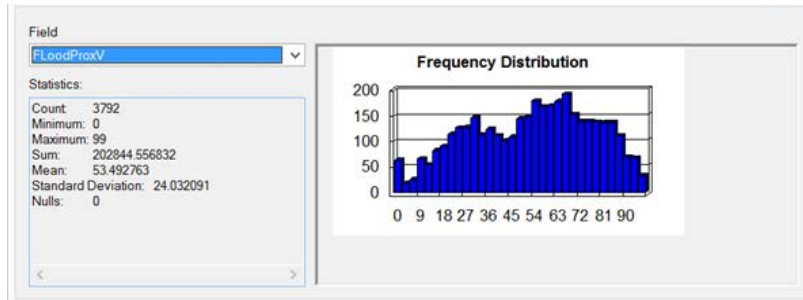 Field
FLoodProxV
Statistics:
Count: 3792
Minimum: 0
Maximum: 99
Sum: 202844.556832
Mean: 53.492763
Standard Deviation: 24.032091
Nulls: 0
Frequency Distribution
200
150
100
50
0
0 9 18 27 36 45 54 63 72 81 90